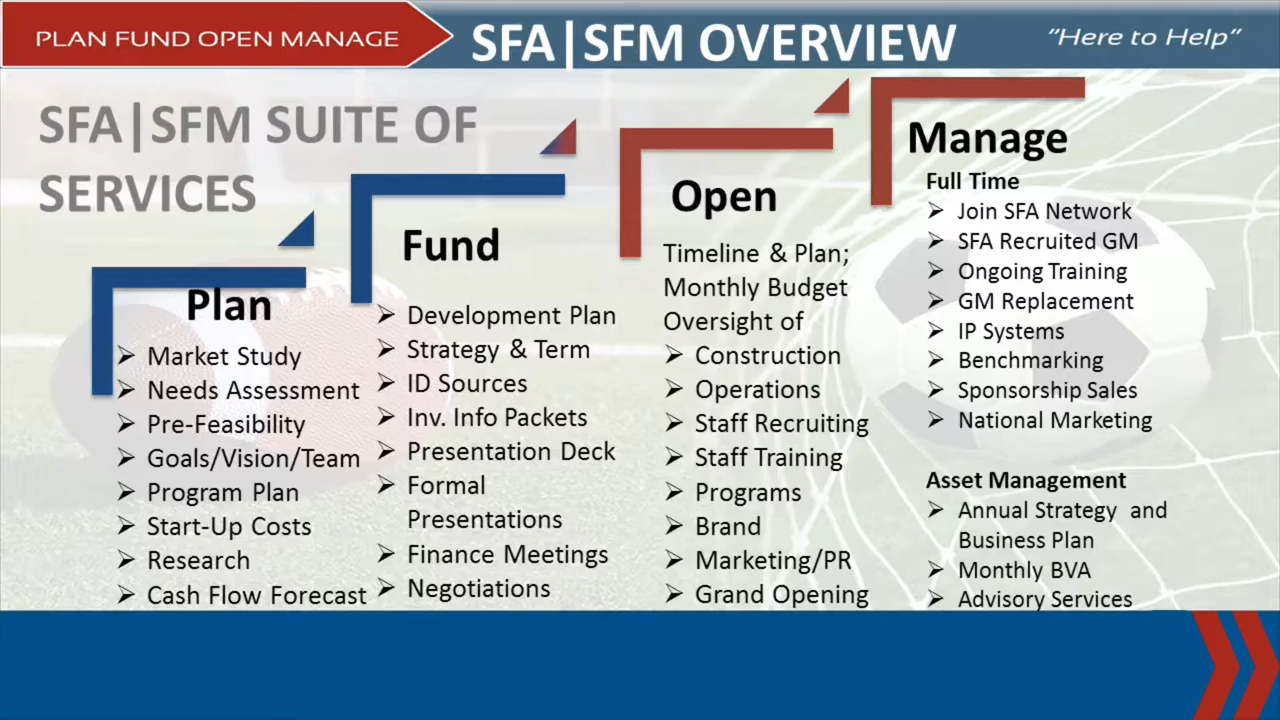 PLAN FUND OPEN MANAGE
SFA|SFM OVERVIEW
"Here to Help"
SFA|SFM SUITE OF
SERVICES
Plan
➢ Market Study
➢ Needs Assessment
➢ Pre-Feasibility
➢ Goals/Vision/Team
➢ Program Plan
➢ Start-Up Costs
➢ Research
➢ Cash Flow Forecast
Fund
➢ Development Plan
➢ Strategy & Term
➢ ID Sources
➢ Inv. Info Packets
➢ Presentation Deck
➢ Formal
Presentations
➢ Finance Meetings
➢ Negotiations
Open
Timeline & Plan;
Monthly Budget
Oversight of
➢ Construction
➢ Operations
➢ Staff Recruiting
➢ Staff Training
➢ Programs
➢ Brand
➢ Marketing/PR
➢ Grand Opening
Manage
Full Time
➢ Join SFA Network
➢ SFA Recruited GM
➢ Ongoing Training
➢ GM Replacement
➢ IP Systems
➢ Benchmarking
➢ Sponsorship Sales
➢ National Marketing
Asset Management
➢ Annual Strategy and
Business Plan
➢ Monthly BVA
➢ Advisory Services